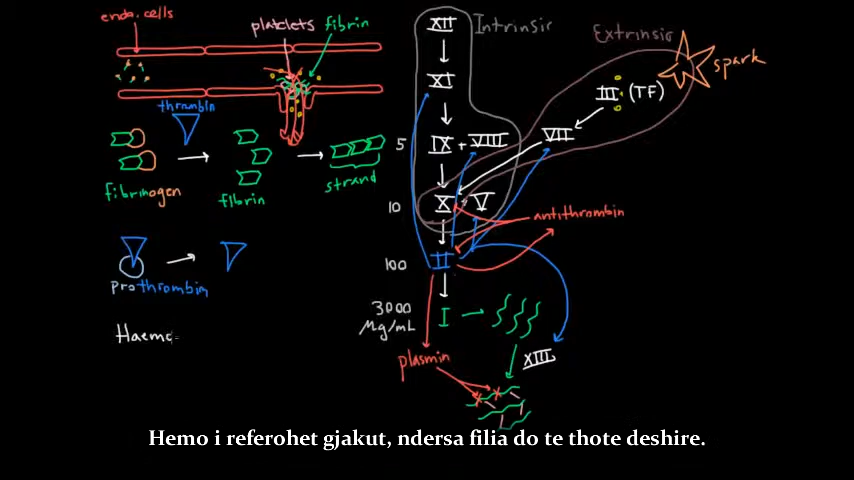 endo. cells
platelets fibrin
thrombin
fibrinogen
fibrin
strand
prothrombin
Haemo
XII
Intrinsic
XI
Extrinsic
spark
III (TF)
5 IX + VIII
VII
10 X + V
antithrombin
100 II
3000
μg/mL
I
plasmin
XIII
Hemo i referohet gjakut, ndersa filia do te thote deshire.